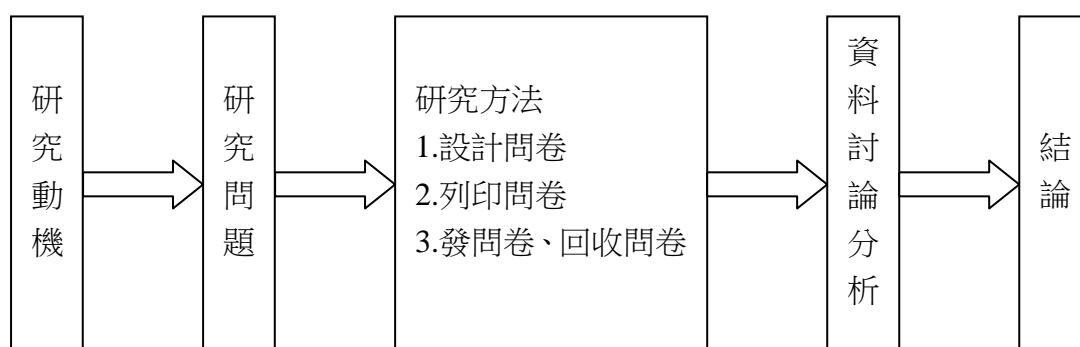 研究動機
研究問題
研究方法
1.設計問卷
2.列印問卷
3.發問卷、回收問卷
資料討論分析
結論